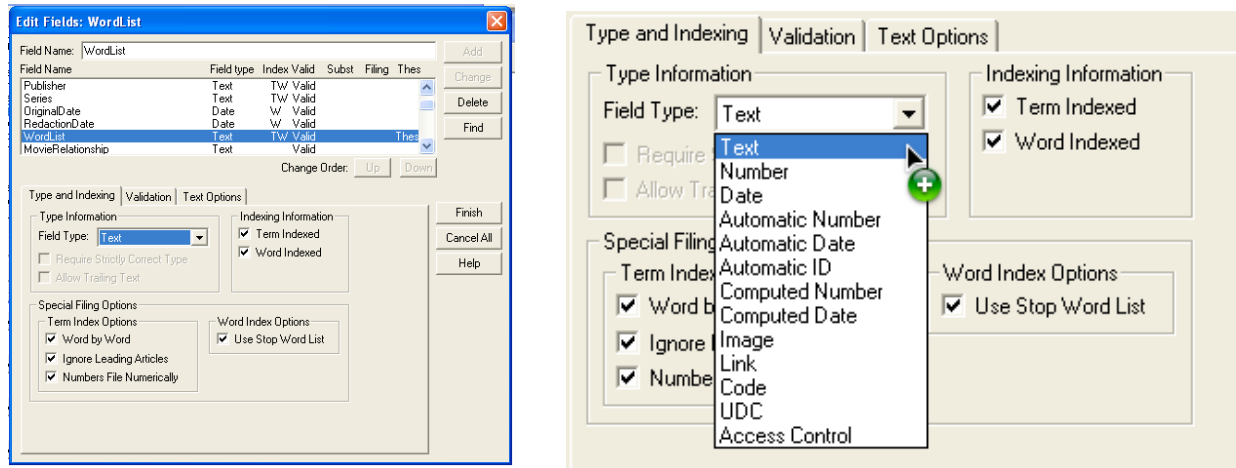 Edit Fields: WordList
Field Name: WordList
Add
Field Name Field type Index Valid Subst Filing Thes
Change
Publisher Text TW Valid
Series Text TW Valid
Delete
OriginalDate Date W Valid
RedactionDate Date W Valid
Find
WordList Text TW Valid Thes
MovieRelationship Text Valid
Change Order: Up Down
Type and Indexing Validation Text Options
Type Information
Field Type: Text
Require Strictly Correct Type
Allow Trailing Text
Indexing Information
Term Indexed
Word Indexed
Finish
Cancel All
Help
Special Filing Options
Term Index Options
Word by Word
Ignore Leading Articles
Numbers File Numerically
Word Index Options
Use Stop Word List
Type and Indexing Validation Text Options
Type Information
Field Type: Text
Require
Allow Tra
Indexing Information
Term Indexed
Word Indexed
Text
Number
Date
Automatic Number
Automatic Date
Automatic ID
Computed Number
Computed Date
Image
Link
Code
UDC
Access Control
Special Filing
Term Index
Word b
Ignore
Numbe
Word Index Options
Use Stop Word List